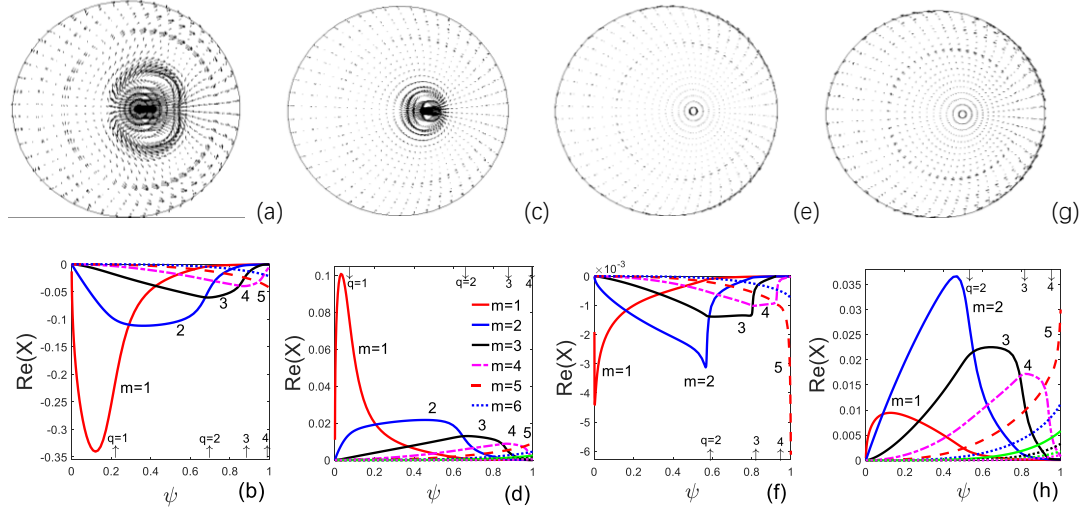 (a)
(c)
(e)
(g)
0
-0.05
-0.1
-0.15
-0.2
-0.25
-0.3
-0.35
Re(X)
m=1
2
3
4
5
q=1
q=2
3
4
0
0.2
0.4
0.6
0.8
1
ψ
(b)
0.1
0.08
0.06
0.04
0.02
0
Re(X)
q=1
q=2
3
4
m=1
m=1
m=2
m=3
m=4
m=5
m=6
2
3
4
5
0
0.2
0.4
0.6
0.8
1
ψ
(d)
×10⁻³
0
-1
-2
-3
-4
-5
-6
Re(X)
m=1
m=2
3
4
5
q=2
3
4
0
0.2
0.4
0.6
0.8
1
ψ
(f)
0.035
0.03
0.025
0.02
0.015
0.01
0.005
0
Re(X)
q=2
3
4
m=2
3
4
5
m=1
0
0.2
0.4
0.6
0.8
1
ψ
(h)